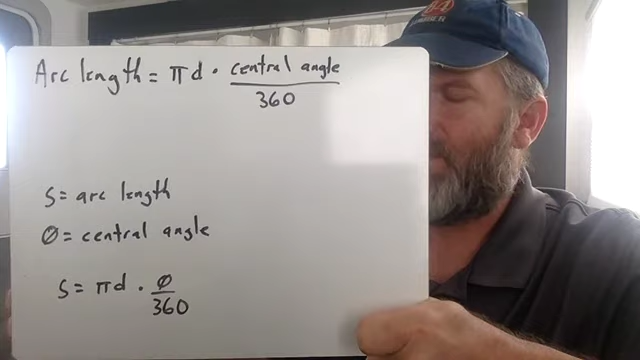 Arc length = πd · central angle / 360
S = arc length
Ø = central angle
S = πd · Ø / 360